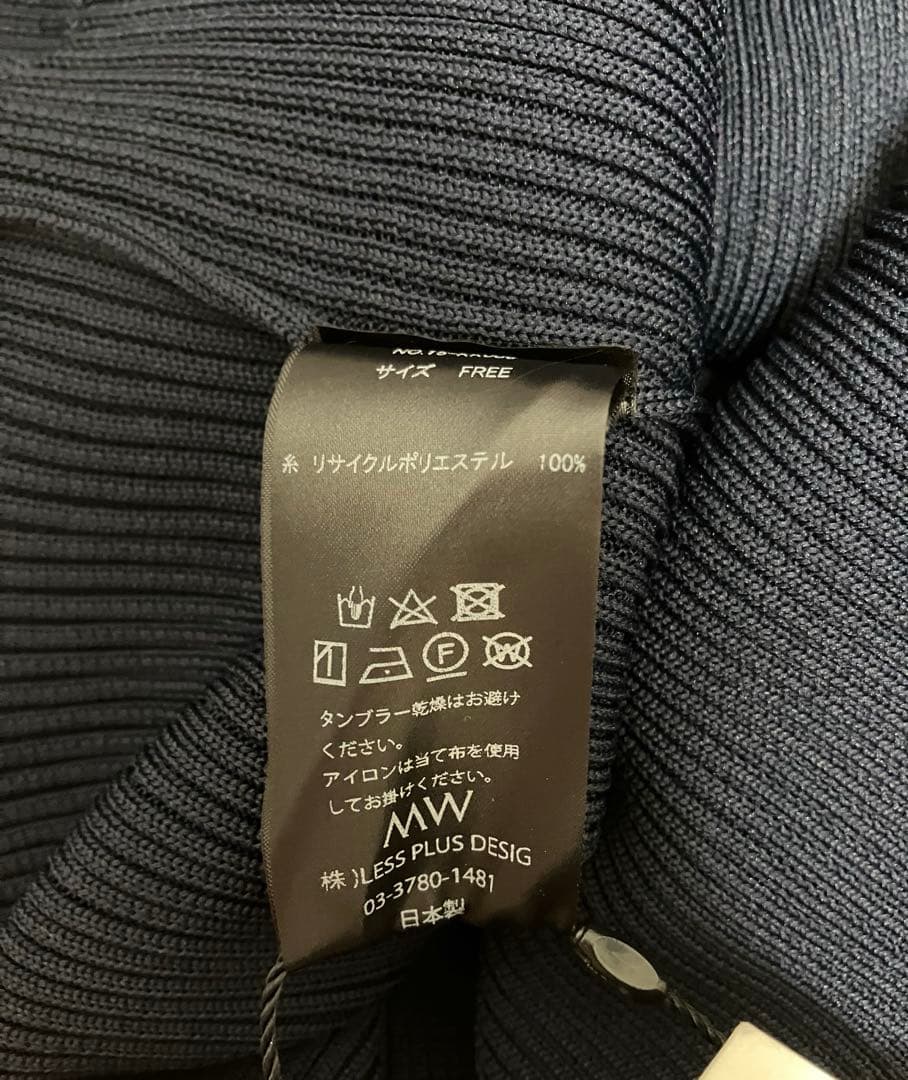 サイズ FREE
糸 リサイクルポリエステル 100%
F
W
タンブラー乾燥はお避け
ください。
アイロンは当て布を使用
してお掛けください。
MW
株)LESS PLUS DESIG
03-3780-1481
日本製